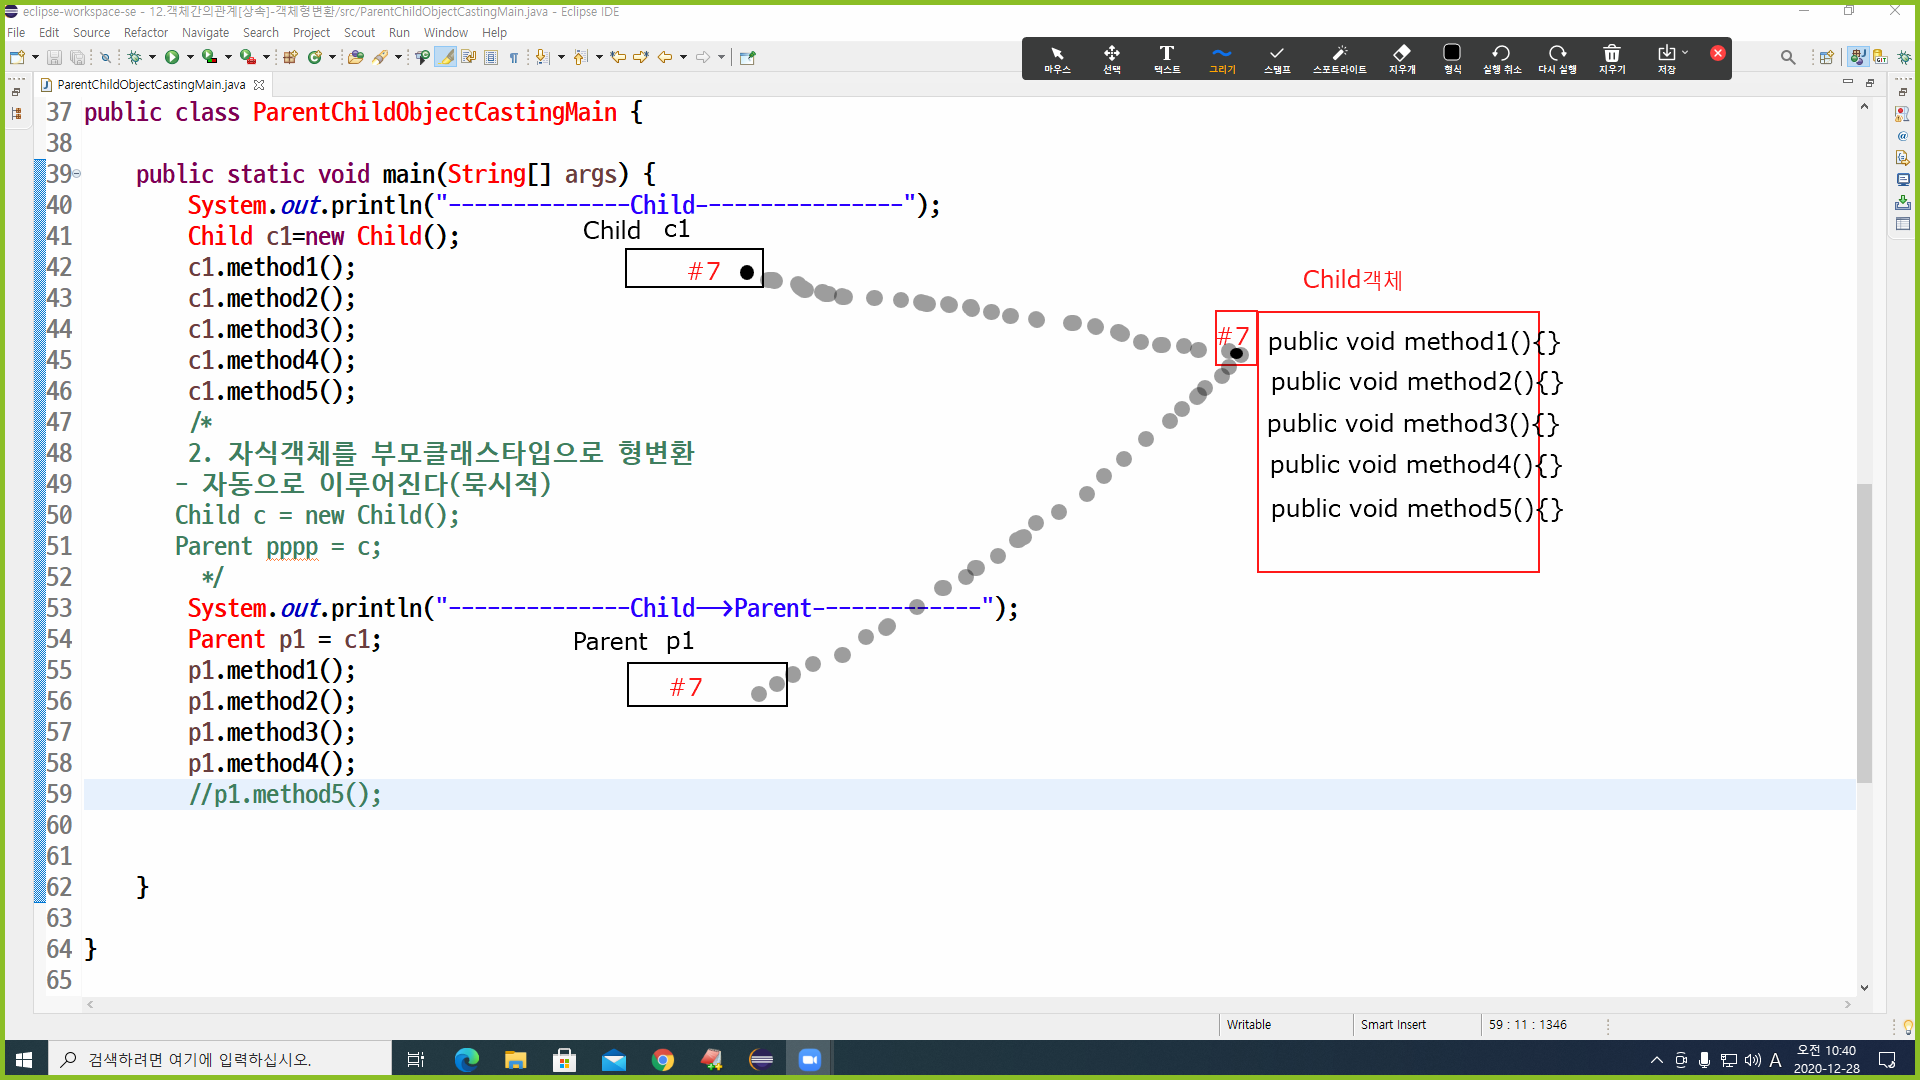 eclipse-workspace-se - 12.객체간의관계[상속]-객체형변환/src/ParentChildObjectCastingMain.java - Eclipse IDE
File Edit Source Refactor Navigate Search Project Scout Run Window Help
마우스 선택 텍스트 그리기 스탬프 스포트라이트 지우개 형식 실행 취소 다시 실행 지우기 저장
ParentChildObjectCastingMain.java
37 public class ParentChildObjectCastingMain {
38
39 public static void main(String[] args) {
40 System.out.println("--------------Child----------------");
Child c1
41 Child c1=new Child();
42 c1.method1();
#7
43 c1.method2();
44 c1.method3();
45 c1.method4();
46 c1.method5();
47 /*
48 2. 자식객체를 부모클래스타입으로 형변환
49 - 자동으로 이루어진다(묵시적)
50 Child c = new Child();
51 Parent pppp = c;
52 */
53 System.out.println("--------------Child-->Parent-------------");
54 Parent p1 = c1;
Parent p1
55 p1.method1();
56 p1.method2();
#7
57 p1.method3();
58 p1.method4();
59 //p1.method5();
60
61
62 }
63
64 }
65
Child객체
#7
public void method1(){}
public void method2(){}
public void method3(){}
public void method4(){}
public void method5(){}
Writable Smart Insert 59 : 11 : 1346
검색하려면 여기에 입력하십시오.
A
오전 10:40
2020-12-28